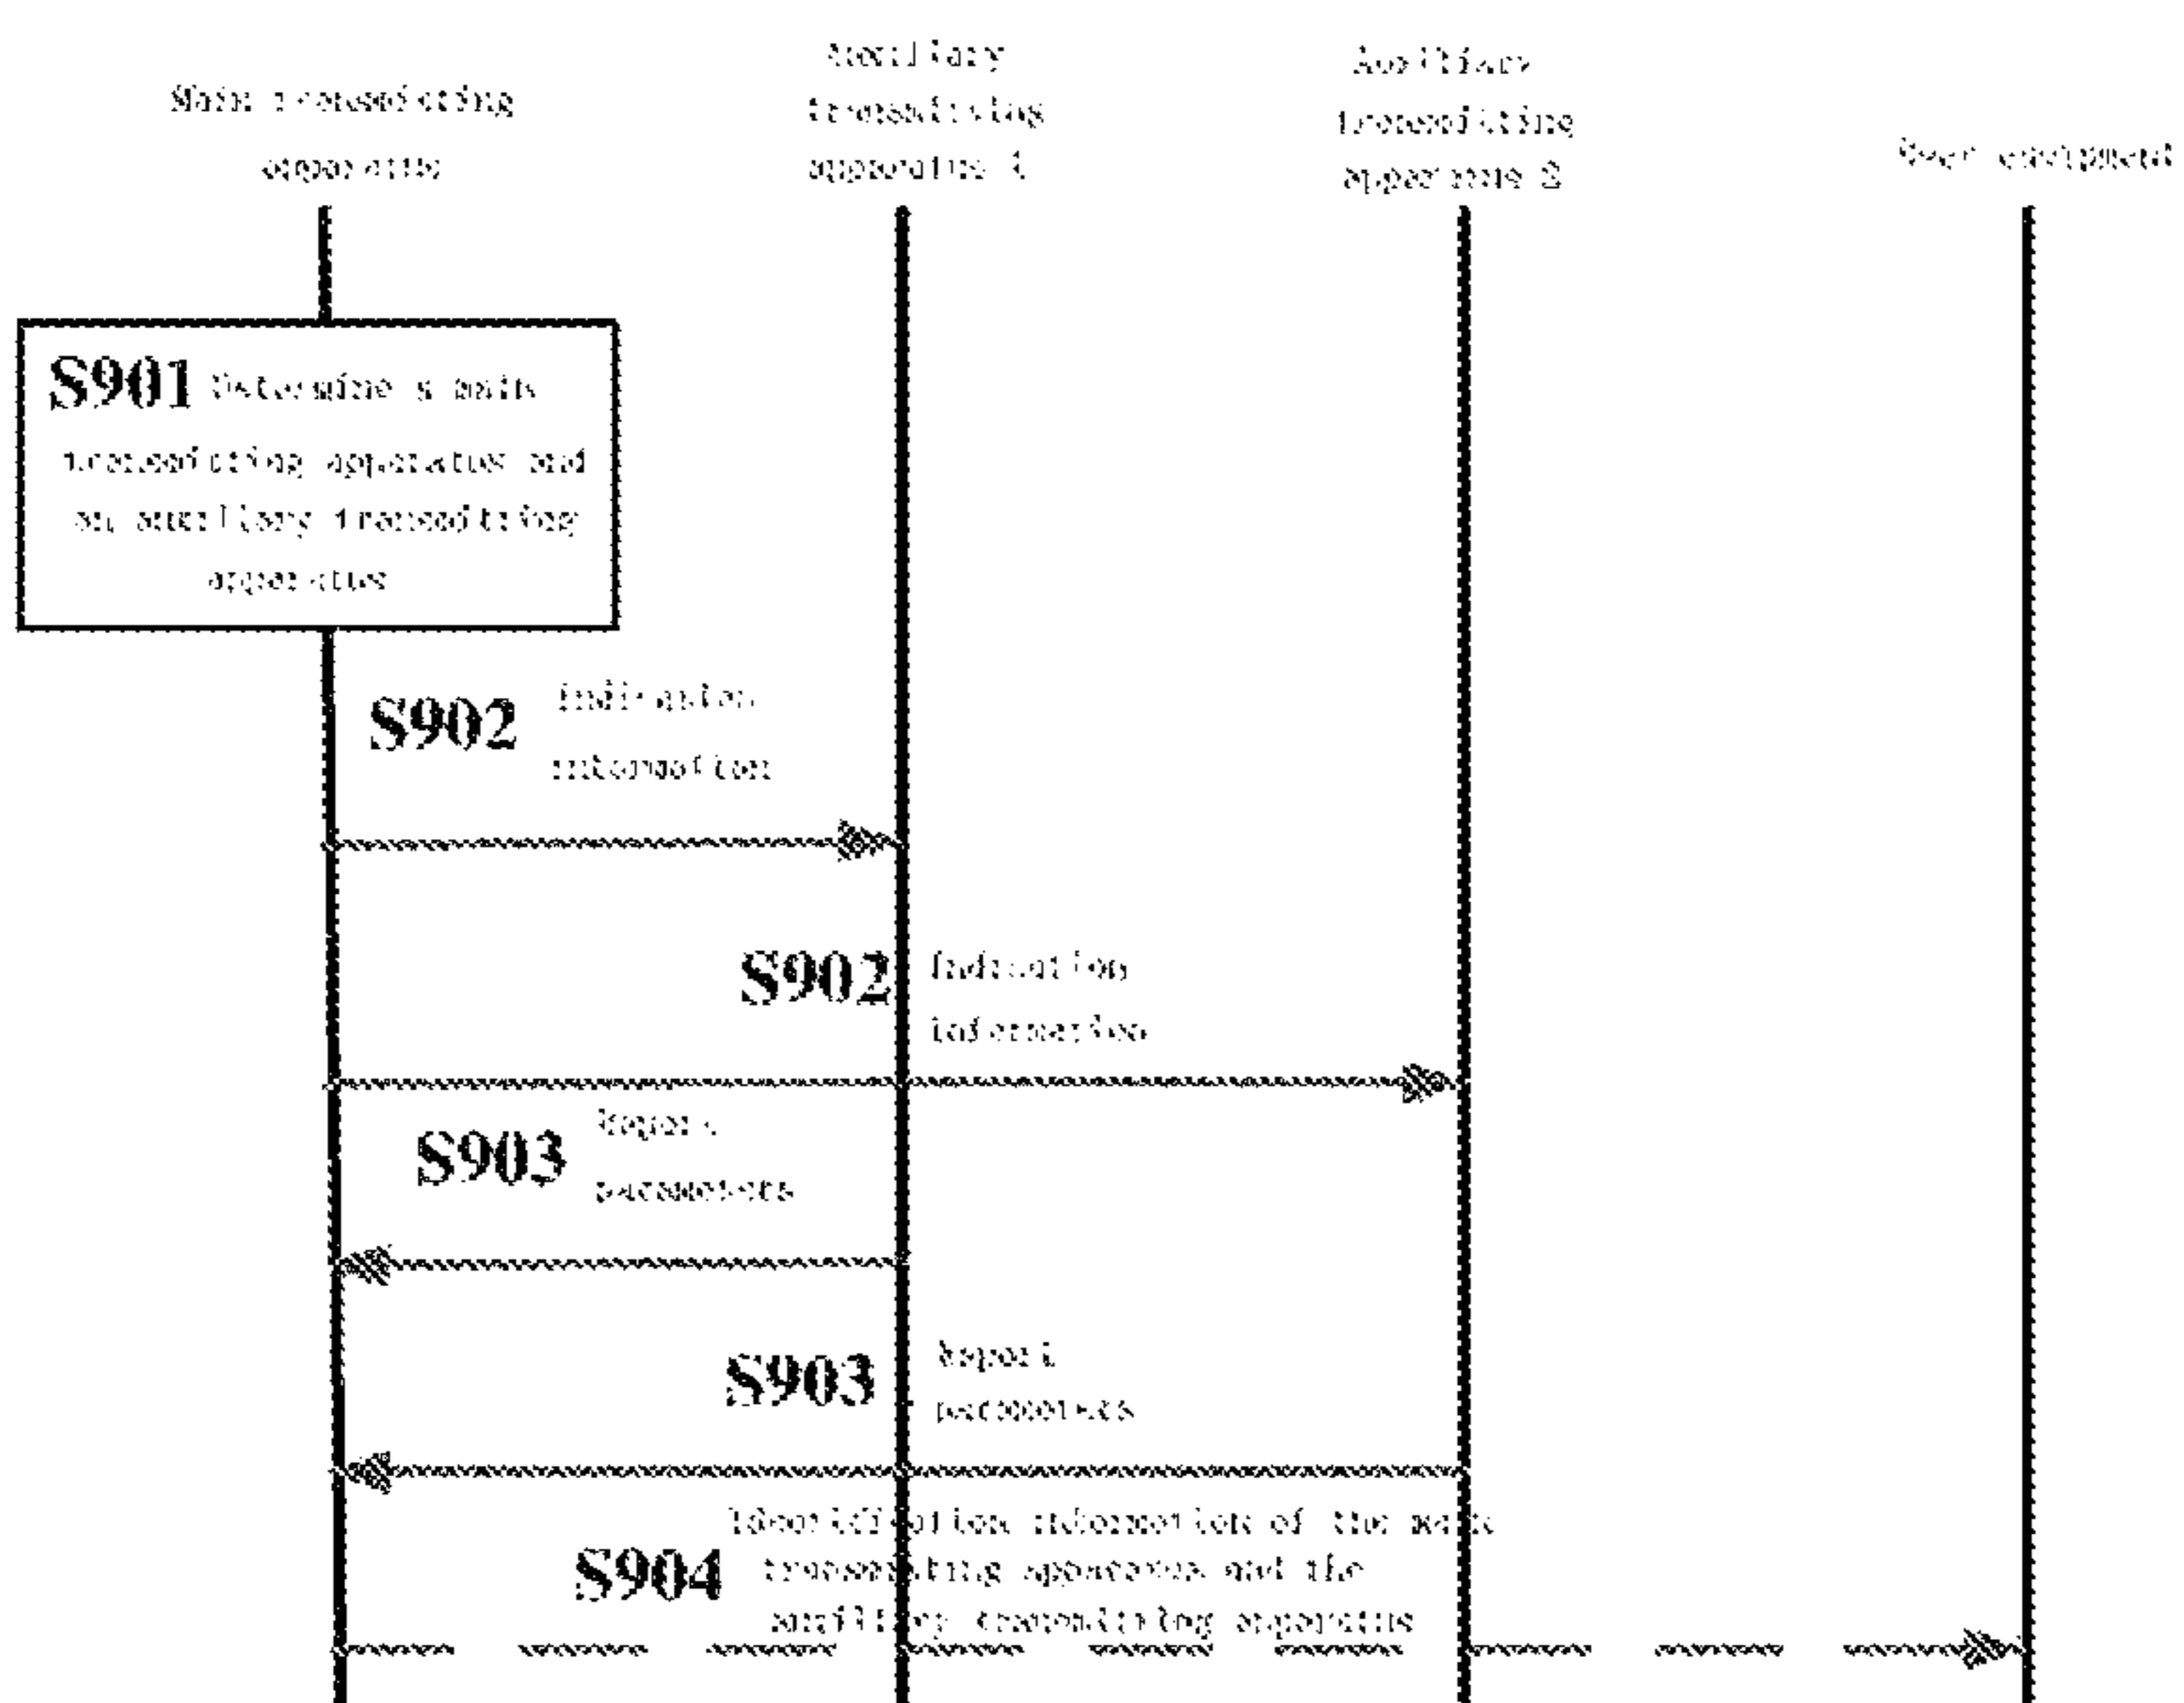 Main transmitting
apparatus
Auxiliary
transmitting
apparatus 1
Auxiliary
transmitting
apparatus 2
User equipment
S901 Determine a main
transmitting apparatus and
an auxiliary transmitting
apparatus
S902 Indication
information
S902 Indication
information
S903 Report
parameters
S903 Report
parameters
S904 Identification information of the main
transmitting apparatus and the
auxiliary transmitting apparatus